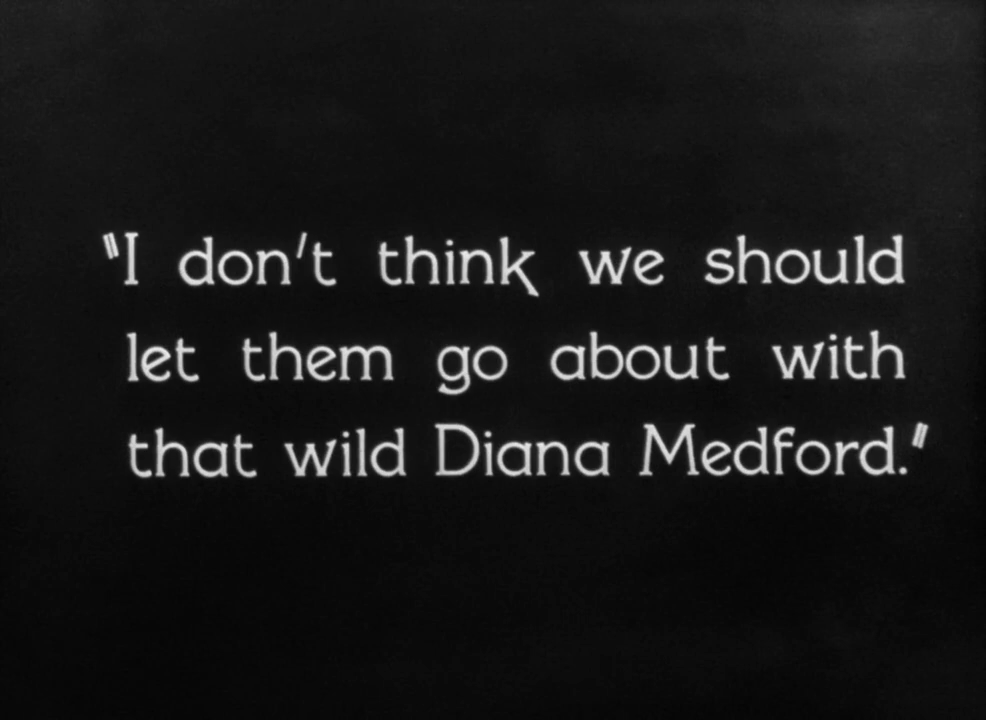 "I don't think we should
let them go about with
that wild Diana Medford."